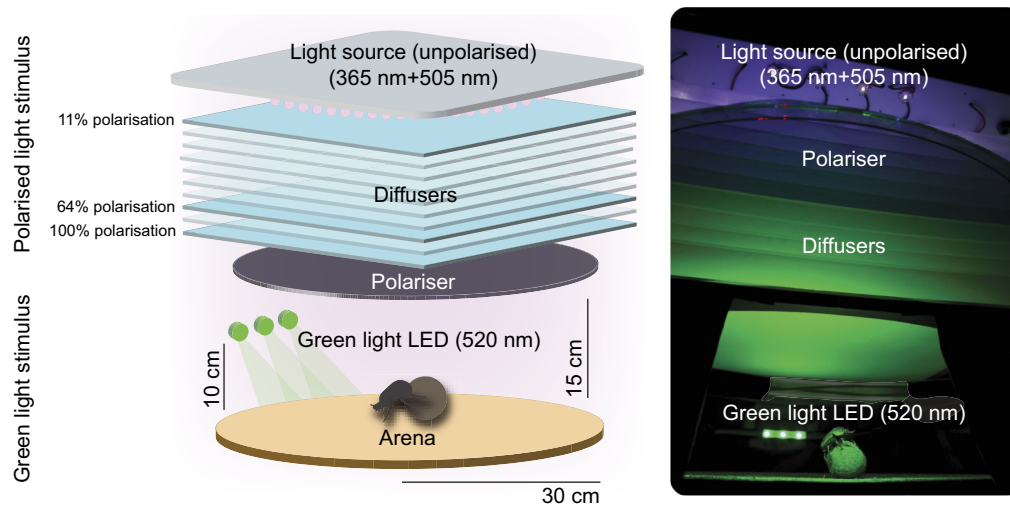 Polarised light stimulus
Green light stimulus
Light source (unpolarised)
(365 nm+505 nm)
11% polarisation
Diffusers
64% polarisation
100% polarisation
Polariser
Green light LED (520 nm)
10 cm
15 cm
Arena
30 cm
Light source (unpolarised)
(365 nm+505 nm)
Polariser
Diffusers
Green light LED (520 nm)